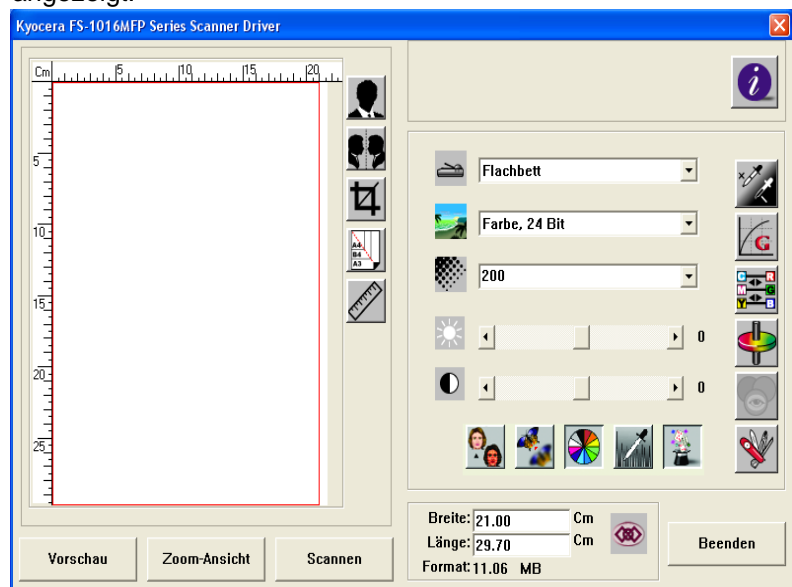 angezeigt.
Kyocera FS-1016MFP Series Scanner Driver
Cm 5 10 15 20
5
10
15
20
25
A4
B4
A3
Flachbett
Farbe, 24 Bit
200
0
0
G
C R
M G
Y B
i
Breite: 21.00 Cm
Länge: 29.70 Cm
Format: 11.06 MB
Vorschau
Zoom-Ansicht
Scannen
Beenden